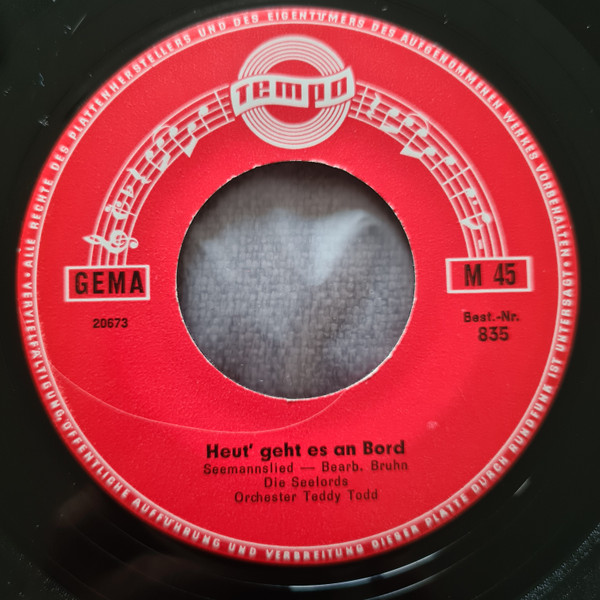 ALLE RECHTE DES PLATTENHERSTELLERS UND DES EIGENTÜMERS DES AUFGENOMMENEN WERKES VORBEHALTEN •
VERVIELFÄLTIGUNG, ÖFFENTLICHE AUFFÜHRUNG UND VERBREITUNG DIESER PLATTE DURCH RUNDFUNK IST UNTERSAGT •
Tempo
GEMA
M 45
20673
Best.-Nr.
835
Heut' geht es an Bord
Seemannslied — Bearb. Bruhn
Die Seelords
Orchester Teddy Todd